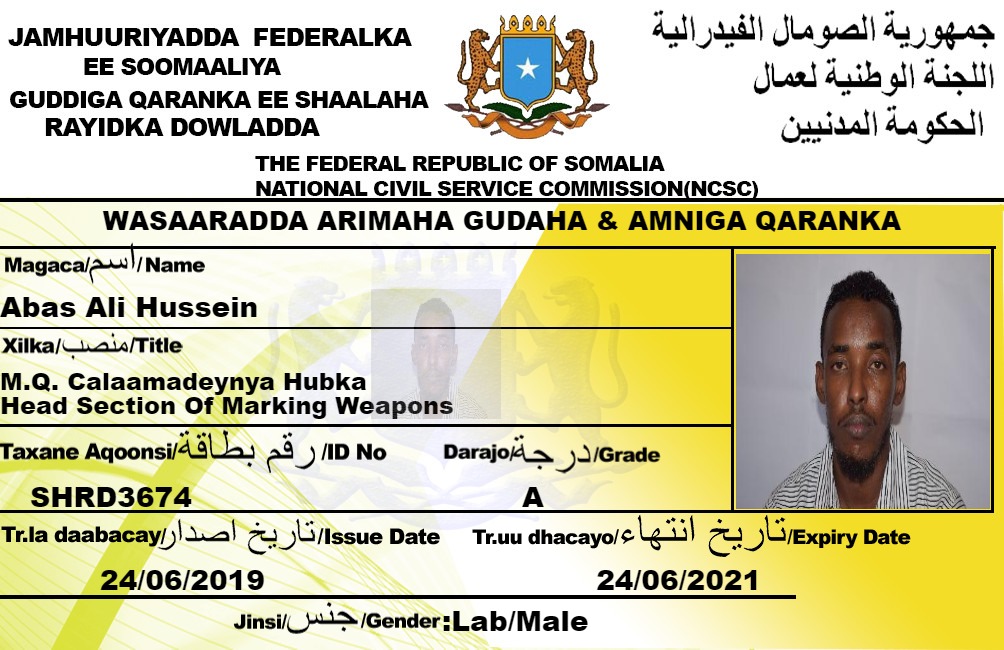 JAMHUURIYADDA FEDERALKA
EE SOOMAALIYA
GUDDIGA QARANKA EE SHAALAHA
RAYIDKA DOWLADDA
جمهورية الصومال الفيدرالية
اللجنة الوطنية لعمال
الحكومة المدنيين
THE FEDERAL REPUBLIC OF SOMALIA
NATIONAL CIVIL SERVICE COMMISSION(NCSC)
WASAARADDA ARIMAHA GUDAHA & AMNIGA QARANKA
Magaca/اسم/Name
Abas Ali Hussein
Xilka/منصب/Title
M.Q. Calaamadeynya Hubka
Head Section Of Marking Weapons
Taxane Aqoonsi/رقم بطاقة/ID No
Darajo/درجة/Grade
SHRD3674
A
Tr.la daabacay/تاريخ اصدار/Issue Date
Tr.uu dhacayo/تاريخ انتهاء/Expiry Date
24/06/2019
24/06/2021
Jinsi/جنس/Gender:Lab/Male